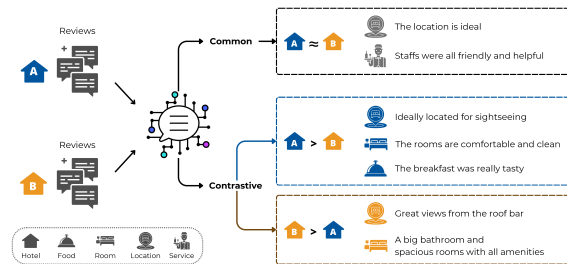 Reviews
A
Reviews
B
Common
Contrastive
A ≈ B
The location is ideal
Staffs were all friendly and helpful
A > B
Ideally located for sightseeing
The rooms are comfortable and clean
The breakfast was really tasty
B > A
Great views from the roof bar
A big bathroom and
spacious rooms with all amenities
Hotel Food Room Location Service